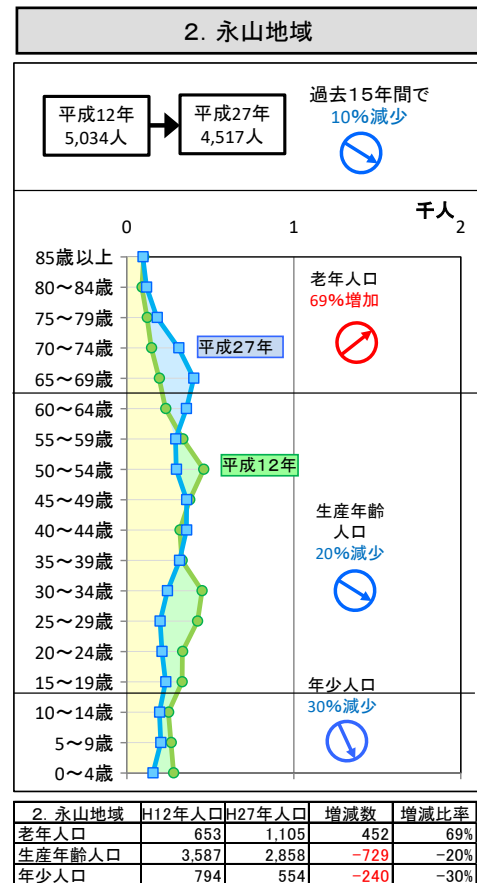 2. 永山地域
平成12年
5,034人
平成27年
4,517人
過去15年間で
10%減少
千人
0 1 2
85歳以上
80～84歳
75～79歳
70～74歳
65～69歳
60～64歳
55～59歳
50～54歳
45～49歳
40～44歳
35～39歳
30～34歳
25～29歳
20～24歳
15～19歳
10～14歳
5～9歳
0～4歳
平成27年
平成12年
老年人口
69%増加
生産年齢
人口
20%減少
年少人口
30%減少
2. 永山地域 H12年人口 H27年人口 増減数 増減比率
老年人口 653 1,105 452 69%
生産年齢人口 3,587 2,858 -729 -20%
年少人口 794 554 -240 -30%